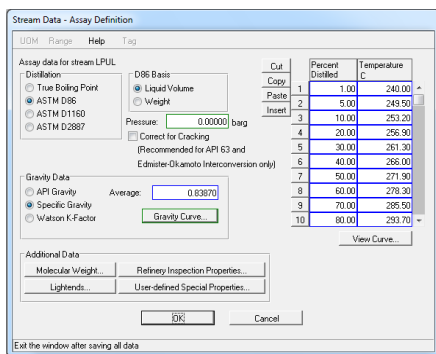 Stream Data - Assay Definition
UOM Range Help Tag
Assay data for stream LPUL
Distillation
True Boiling Point
ASTM D86
ASTM D1160
ASTM D2887
D86 Basis
Liquid Volume
Weight
Pressure: 0.00000 barg
Correct for Cracking
(Recommended for API 63 and
Edmister-Okamoto Interconversion only)
Cut
Copy
Paste
Insert
Percent Distilled Temperature C
1 1.00 240.00
2 5.00 249.50
3 10.00 253.20
4 20.00 256.90
5 30.00 261.30
6 40.00 266.00
7 50.00 271.90
8 60.00 278.30
9 70.00 285.50
10 80.00 293.70
View Curve...
Gravity Data
API Gravity
Specific Gravity
Watson K-Factor
Average: 0.83870
Gravity Curve...
Additional Data
Molecular Weight... Refinery Inspection Properties...
Lightends... User-defined Special Properties...
OK Cancel
Exit the window after saving all data